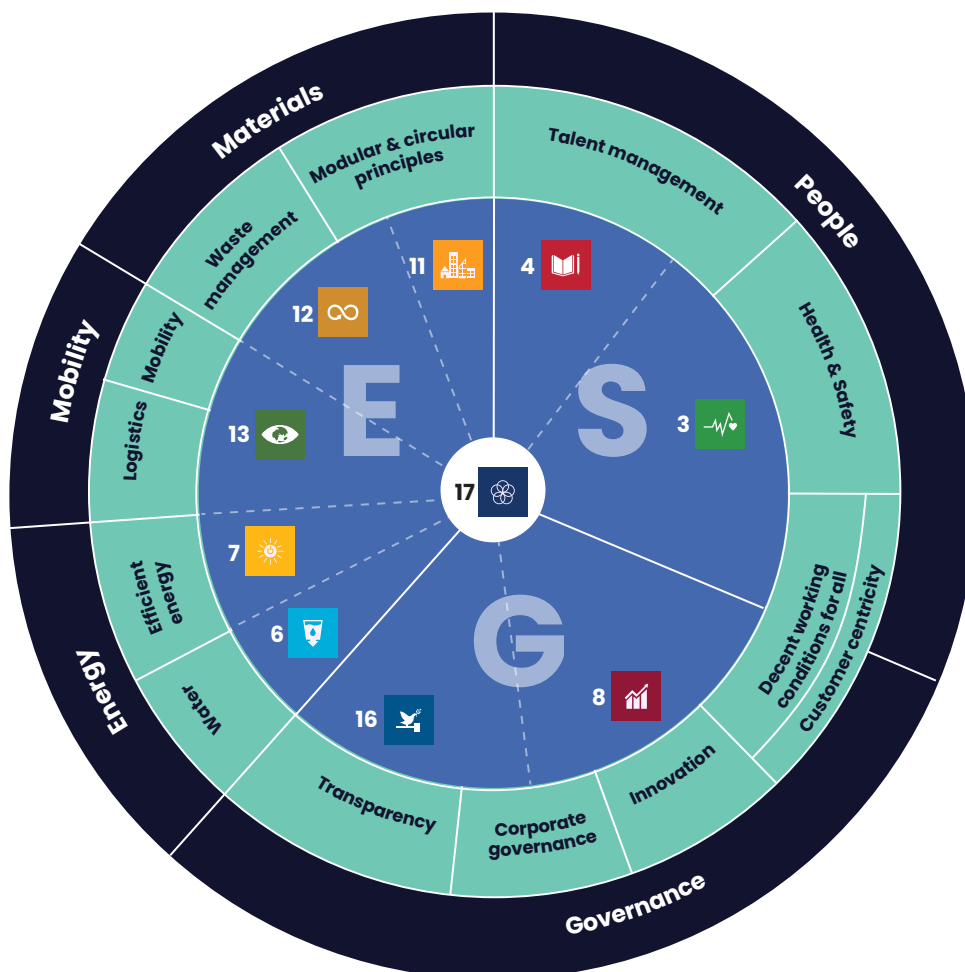 Materials
People
Mobility
Energy
Governance
Modular & circular
principles
Talent management
Waste
management
Health & Safety
Mobility
Logistics
Efficient
energy
Water
Transparency
Corporate
governance
Innovation
Decent working
conditions for all
Customer centricity
11
4
12
E
S
13
3
17
7
6
G
16
8